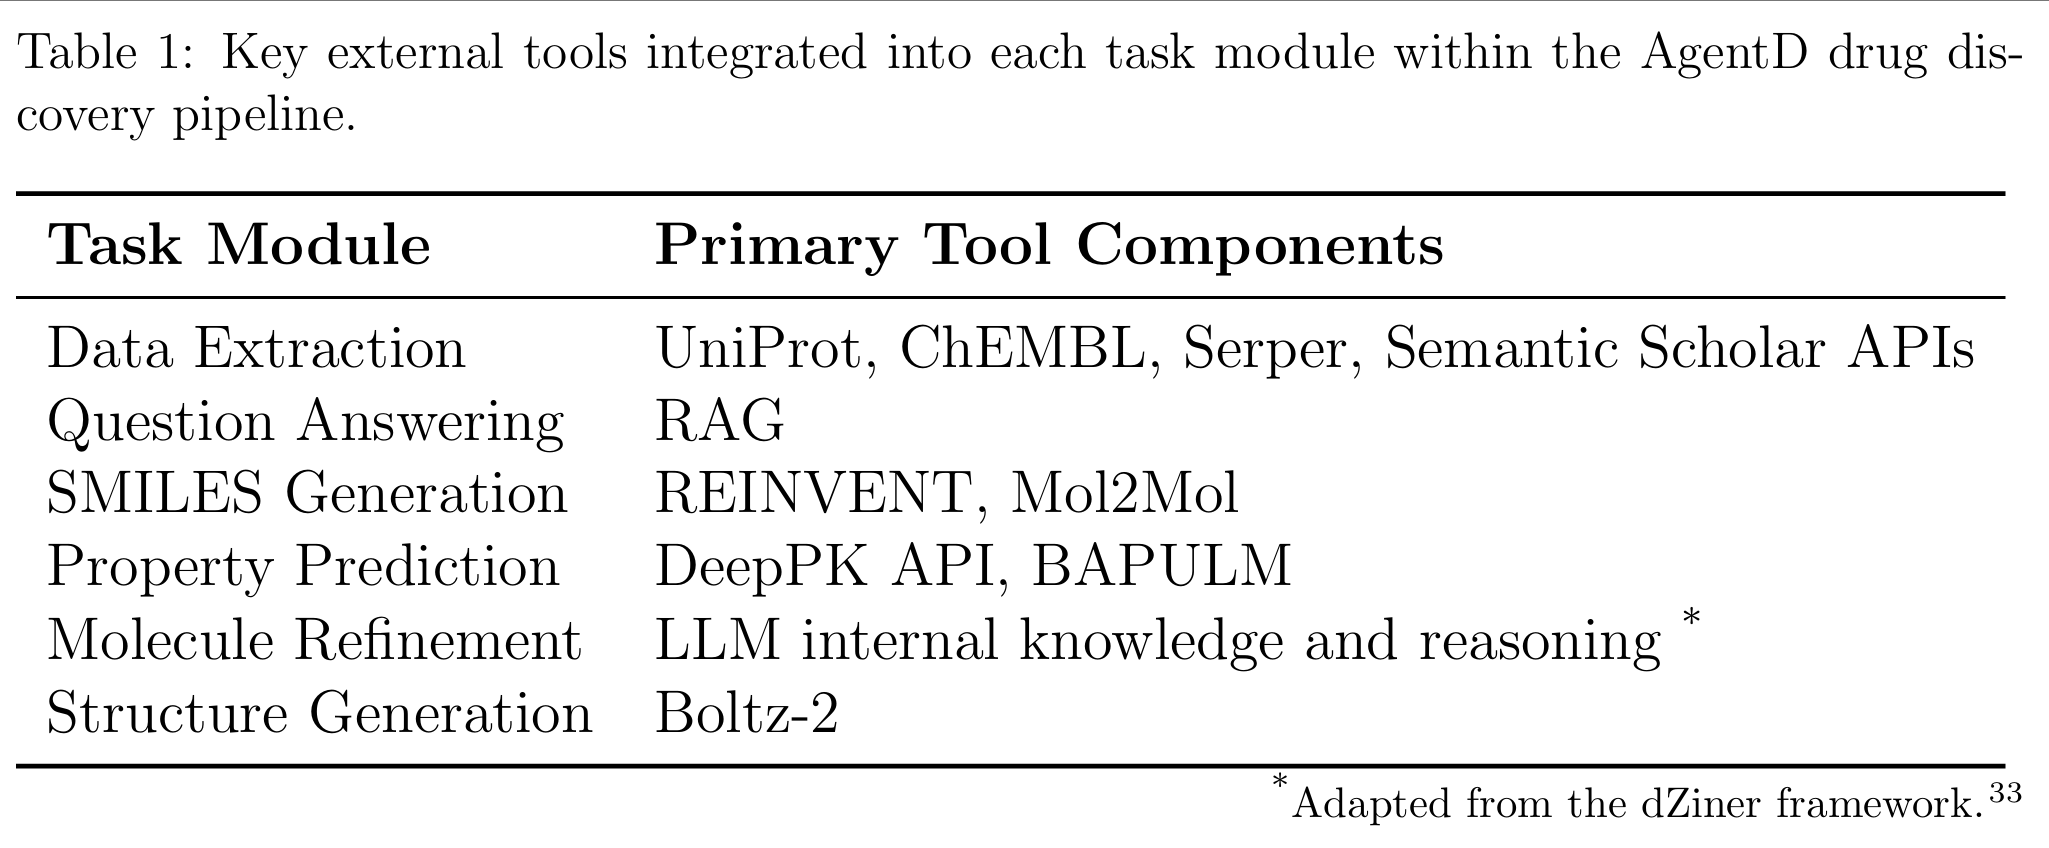 Table 1: Key external tools integrated into each task module within the AgentD drug dis-
covery pipeline.
Task Module Primary Tool Components
Data Extraction UniProt, ChEMBL, Serper, Semantic Scholar APIs
Question Answering RAG
SMILES Generation REINVENT, Mol2Mol
Property Prediction DeepPK API, BAPULM
Molecule Refinement LLM internal knowledge and reasoning *
Structure Generation Boltz-2
*Adapted from the dZiner framework.33